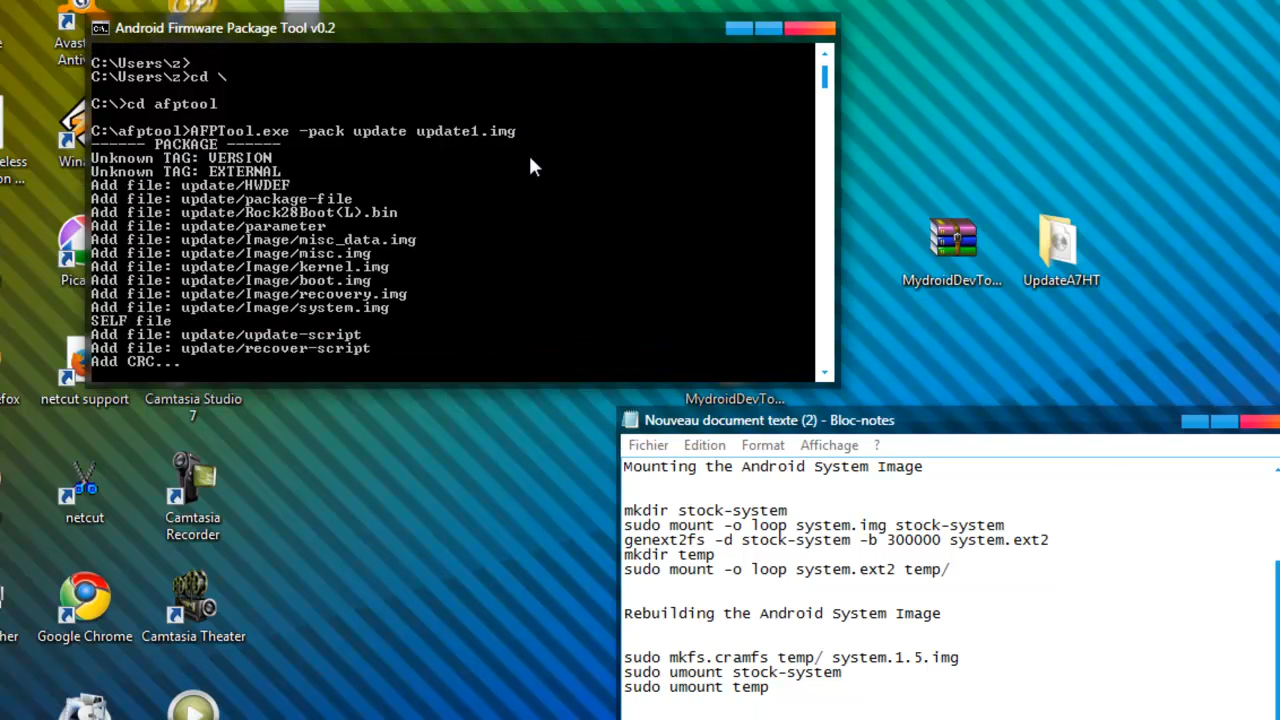 Android Firmware Package Tool v0.2
C:\Users\z>
C:\Users\z>cd \
C:\>cd afptool
C:\afptool>AFPTool.exe -pack update update1.img
------ PACKAGE ------
Unknown TAG: VERSION
Unknown TAG: EXTERNAL
Add file: update/HWDEF
Add file: update/package-file
Add file: update/Rock28Boot(L).bin
Add file: update/parameter
Add file: update/Image/misc_data.img
Add file: update/Image/misc.img
Add file: update/Image/kernel.img
Add file: update/Image/boot.img
Add file: update/Image/recovery.img
Add file: update/Image/system.img
SELF file
Add file: update/update-script
Add file: update/recover-script
Add CRC...
Avas
Anti
eless
on ...
Wina
Pica
efox
netcut support
Camtasia Studio
7
netcut
Camtasia
Recorder
her
Google Chrome
Camtasia Theater
MydroidDevTo...
UpdateA7HT
MydroidDevTo...
Nouveau document texte (2) - Bloc-notes
Fichier Edition Format Affichage ?
Mounting the Android System Image
mkdir stock-system
sudo mount -o loop system.img stock-system
genext2fs -d stock-system -b 300000 system.ext2
mkdir temp
sudo mount -o loop system.ext2 temp/
Rebuilding the Android System Image
sudo mkfs.cramfs temp/ system.1.5.img
sudo umount stock-system
sudo umount temp